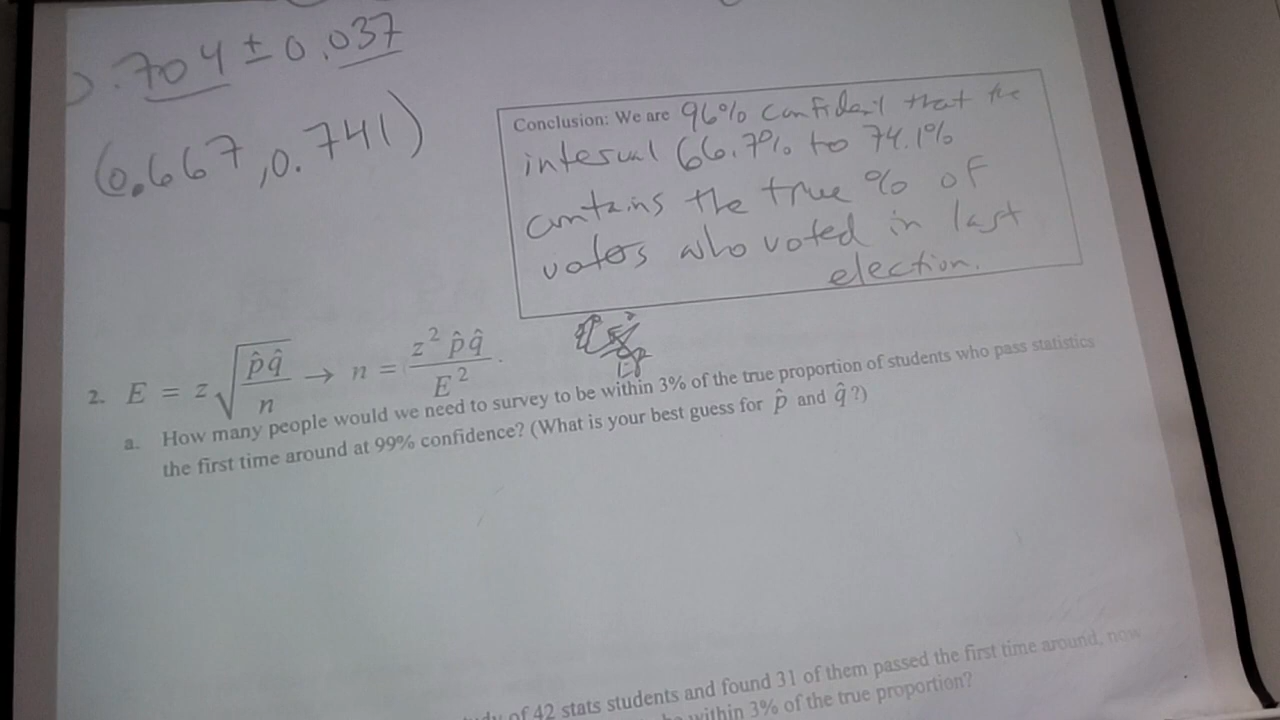 .704 ± 0.037
(0.667, 0.741)
Conclusion: We are 96% confident that the
interval 66.7% to 74.1%
contains the true % of
voters who voted in last
election.
2. E = z√(p̂q̂/n) → n = z²p̂q̂/E².
a. How many people would we need to survey to be within 3% of the true proportion of students who pass statistics
the first time around at 99% confidence? (What is your best guess for p̂ and q̂?)
of 42 stats students and found 31 of them passed the first time around, now
within 3% of the true proportion?